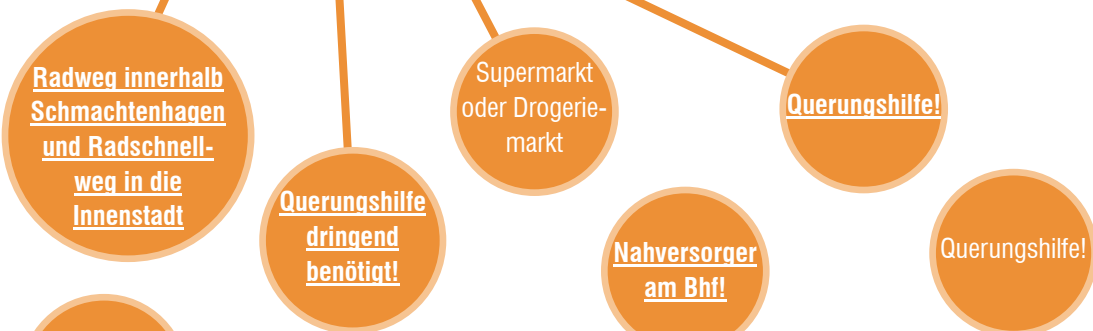 Radweg innerhalb
Schmachtenhagen
und Radschnell-
weg in die
Innenstadt
Querungshilfe
dringend
benötigt!
Supermarkt
oder Drogerie-
markt
Nahversorger
am Bhf!
Querungshilfe!
Querungshilfe!